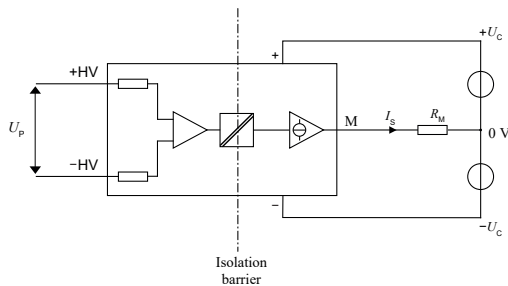 +U_C
+
+HV
U_P
M
I_S
R_M
0 V
−HV
−
−U_C
Isolation
barrier